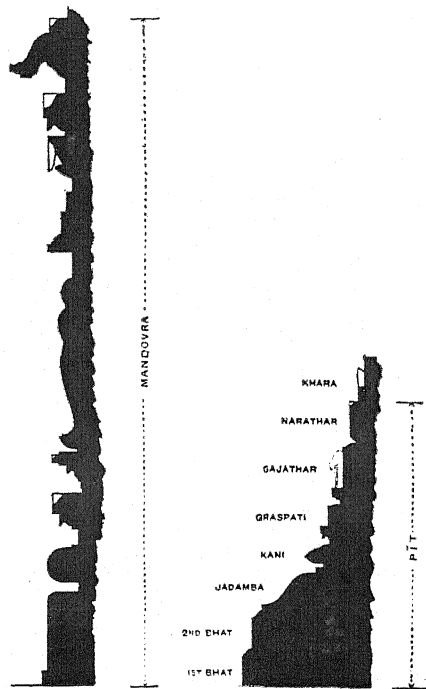 MANDOVRA
KHARA
NARATHAR
GAJATHAR
GRASPATI
KANI
JADAMBA
2ND BHAT
1ST BHAT
PĪT